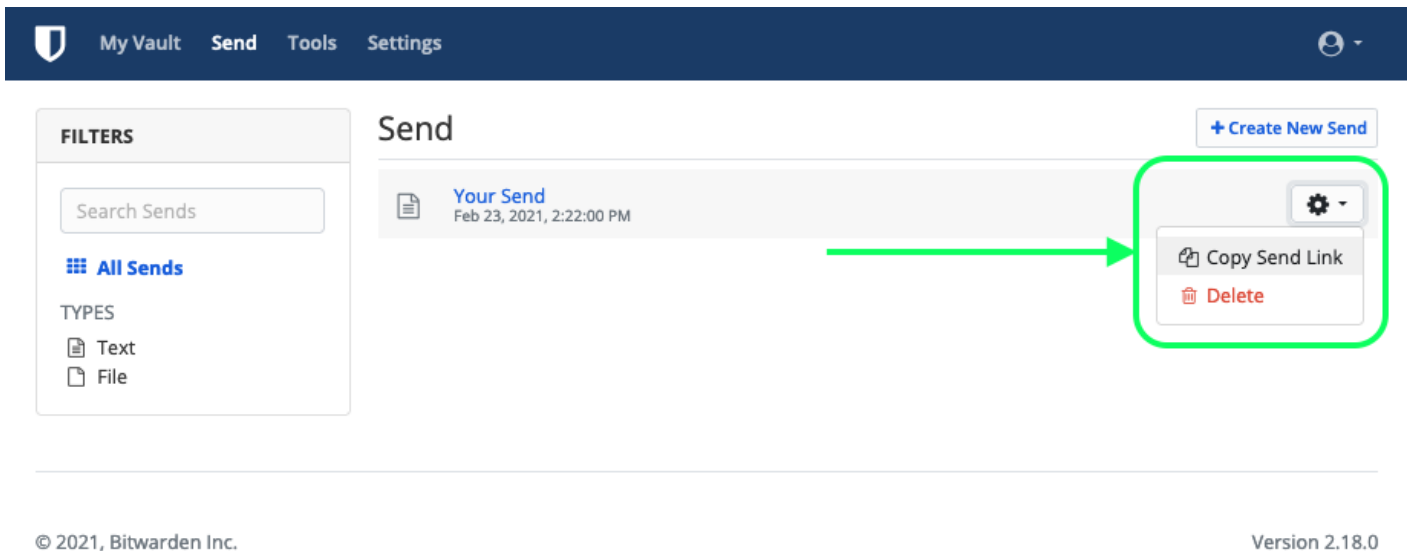 My Vault Send Tools Settings
FILTERS
Search Sends
All Sends
TYPES
Text
File
Send
+ Create New Send
Your Send
Feb 23, 2021, 2:22:00 PM
Copy Send Link
Delete
© 2021, Bitwarden Inc.
Version 2.18.0